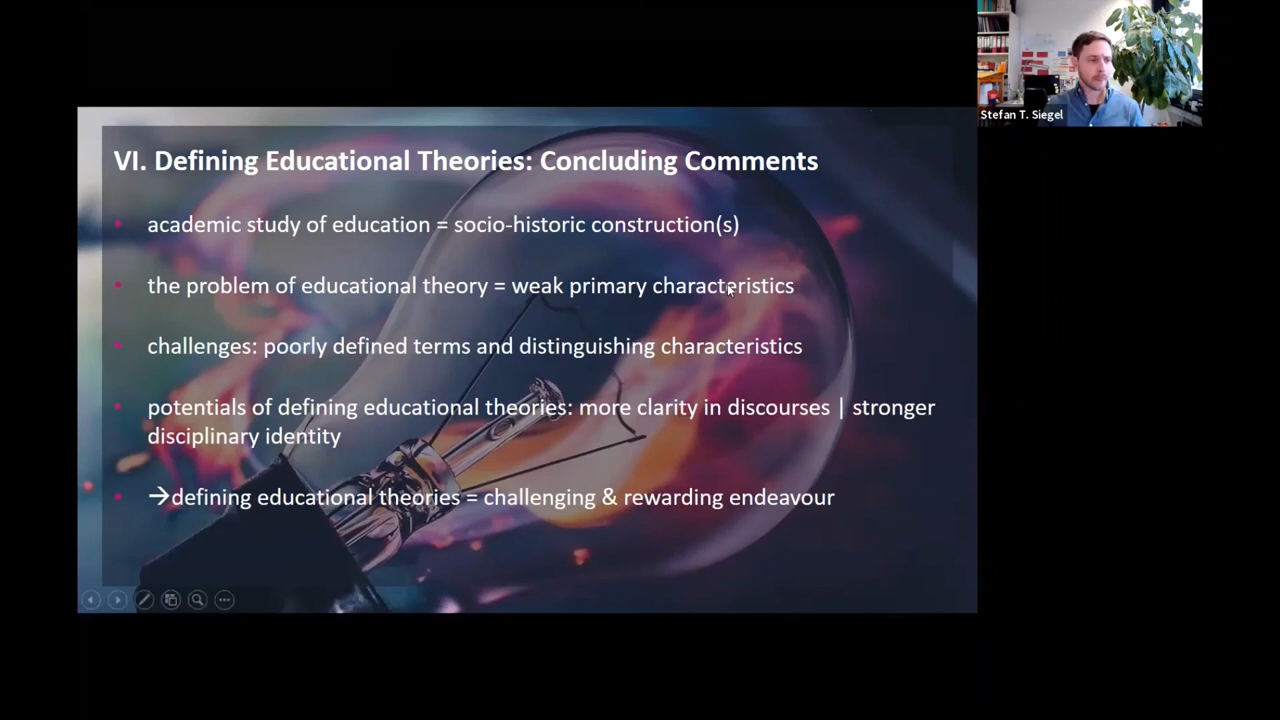 Stefan T. Siegel
VI. Defining Educational Theories: Concluding Comments
• academic study of education = socio-historic construction(s)
• the problem of educational theory = weak primary characteristics
• challenges: poorly defined terms and distinguishing characteristics
• potentials of defining educational theories: more clarity in discourses | stronger
disciplinary identity
• →defining educational theories = challenging & rewarding endeavour